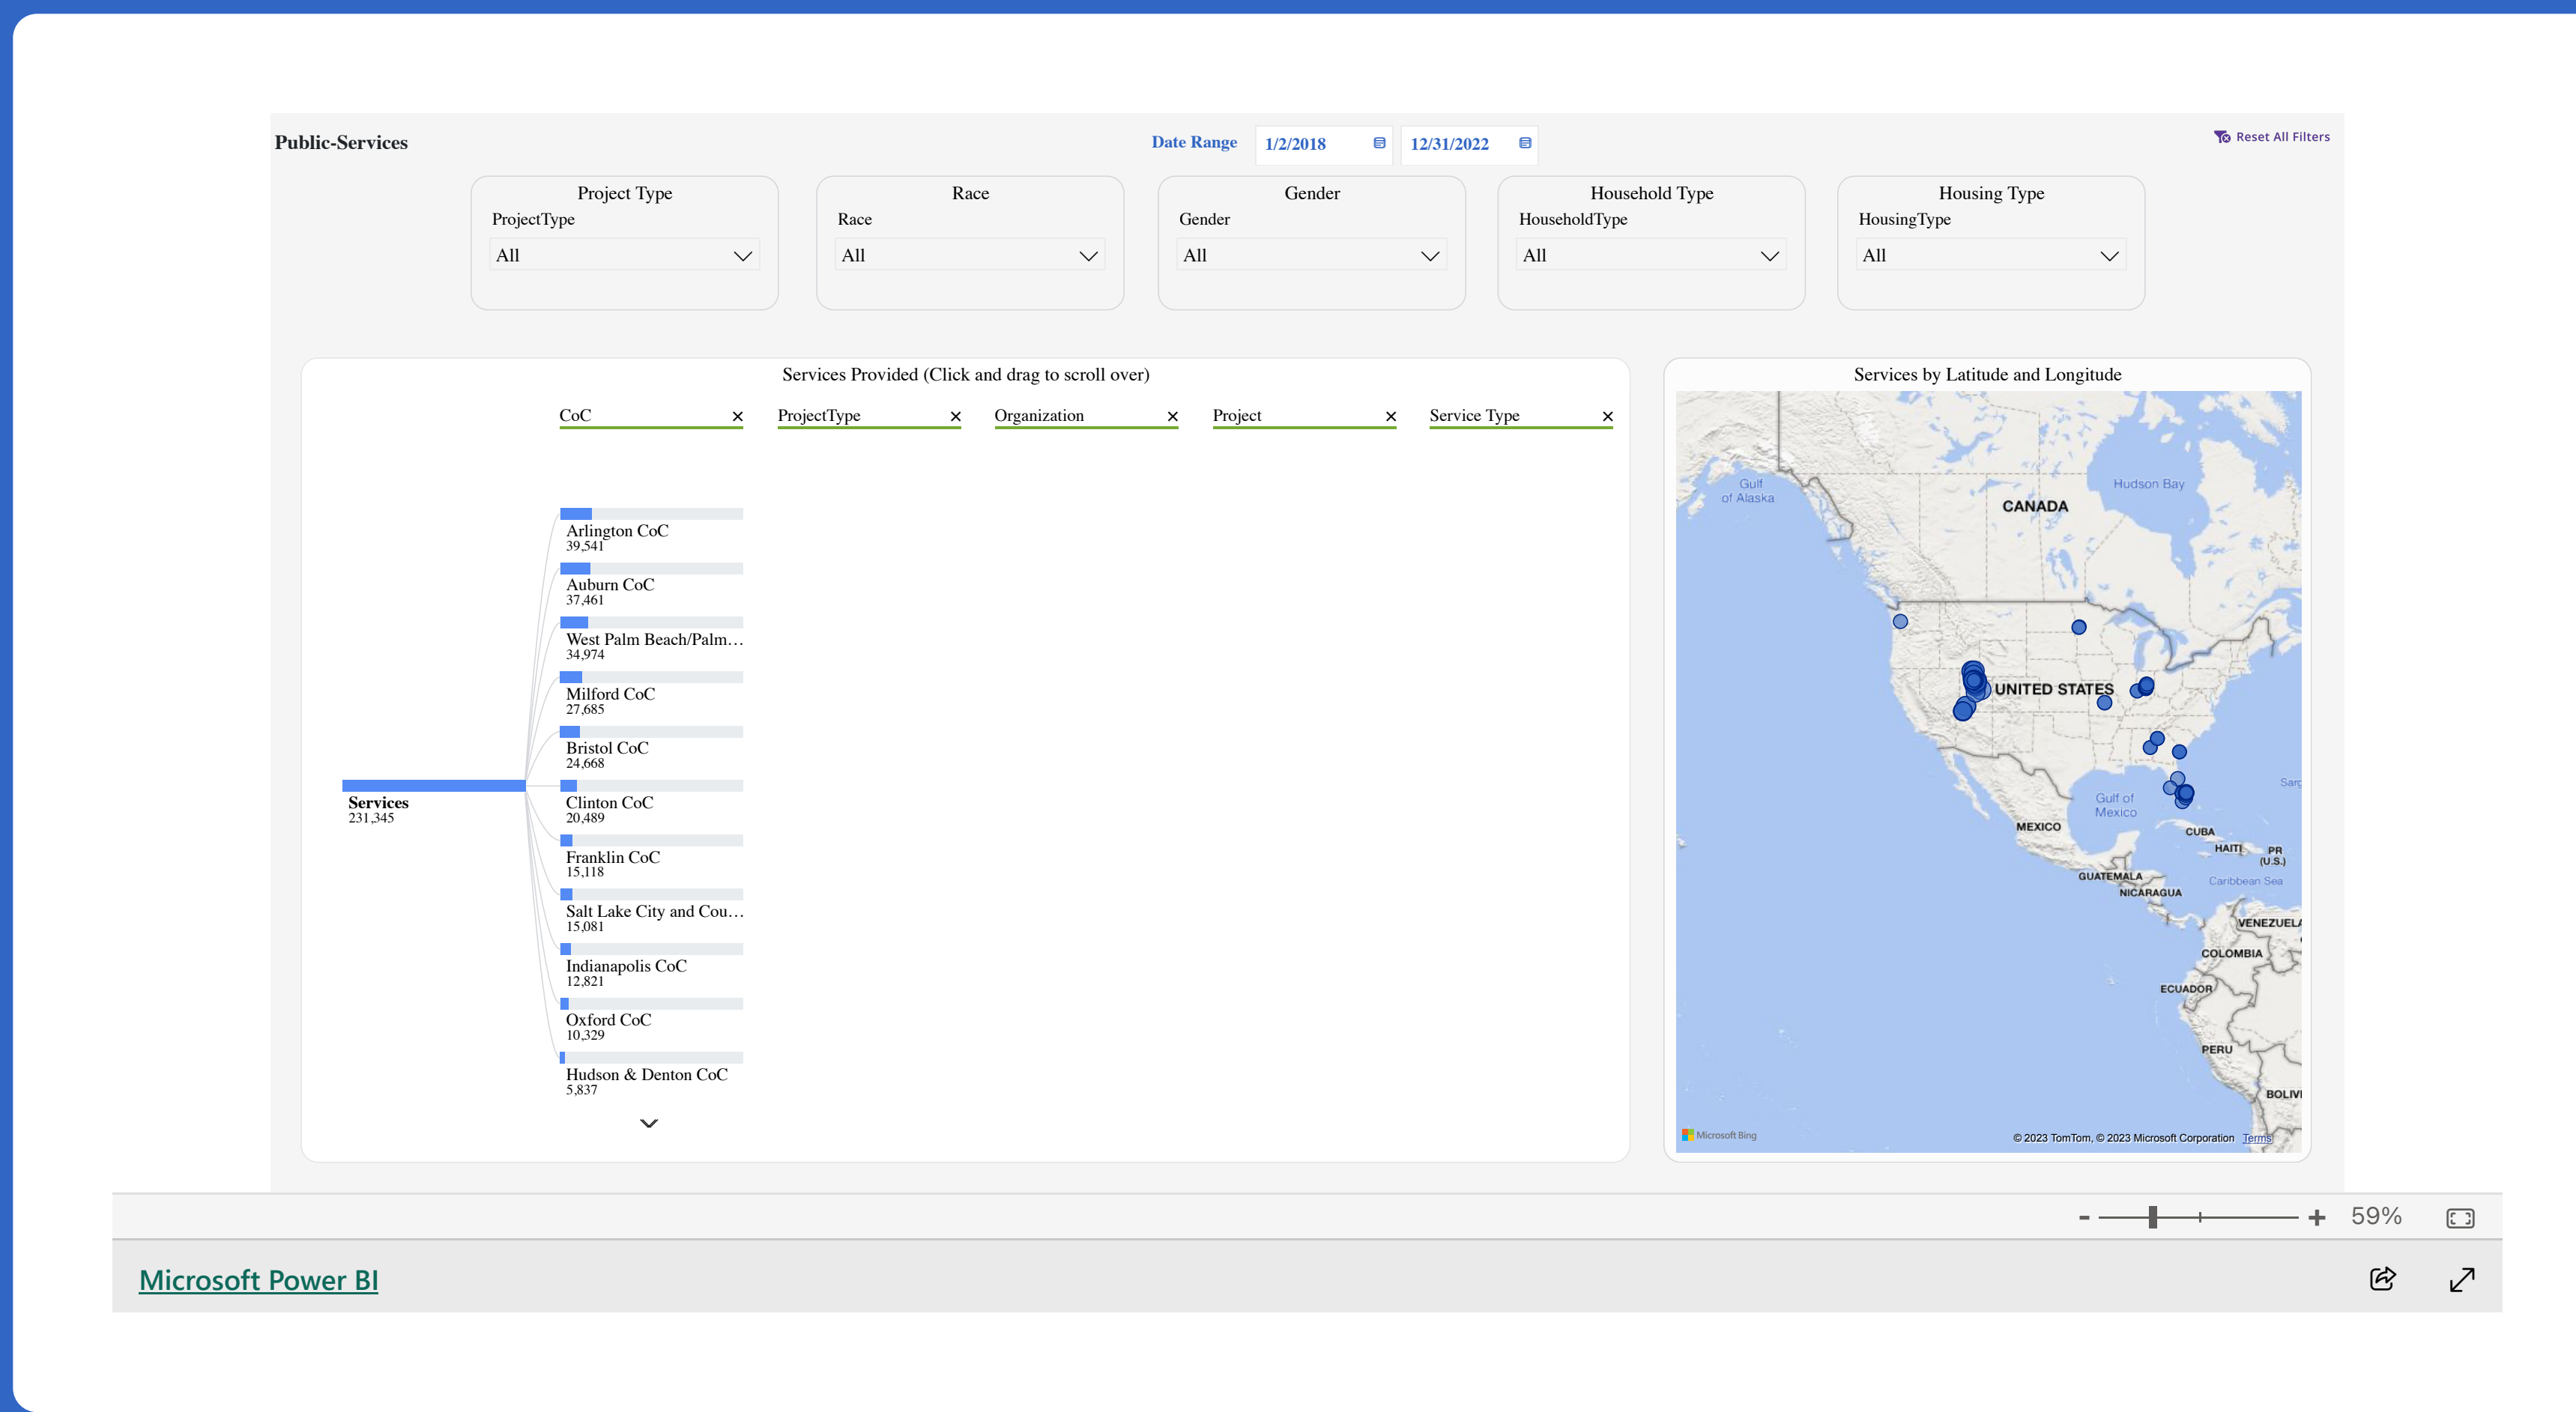 Public-Services
Date Range
1/2/2018
12/31/2022
Reset All Filters
Project Type
ProjectType
All
Race
Race
All
Gender
Gender
All
Household Type
HouseholdType
All
Housing Type
HousingType
All
Services Provided (Click and drag to scroll over)
CoC
ProjectType
Organization
Project
Service Type
Services
231,345
Arlington CoC
39,541
Auburn CoC
37,461
West Palm Beach/Palm…
34,974
Milford CoC
27,685
Bristol CoC
24,668
Clinton CoC
20,489
Franklin CoC
15,118
Salt Lake City and Cou…
15,081
Indianapolis CoC
12,821
Oxford CoC
10,329
Hudson & Denton CoC
5,837
Services by Latitude and Longitude
Gulf
of Alaska
Hudson Bay
CANADA
UNITED STATES
Sarg
Gulf of
Mexico
MEXICO
CUBA
HAITI
PR
(U.S.)
GUATEMALA
Caribbean Sea
NICARAGUA
VENEZUELA
COLOMBIA
ECUADOR
PERU
BOLIVI
Microsoft Bing
© 2023 TomTom, © 2023 Microsoft Corporation Terms
- + 59%
Microsoft Power BI